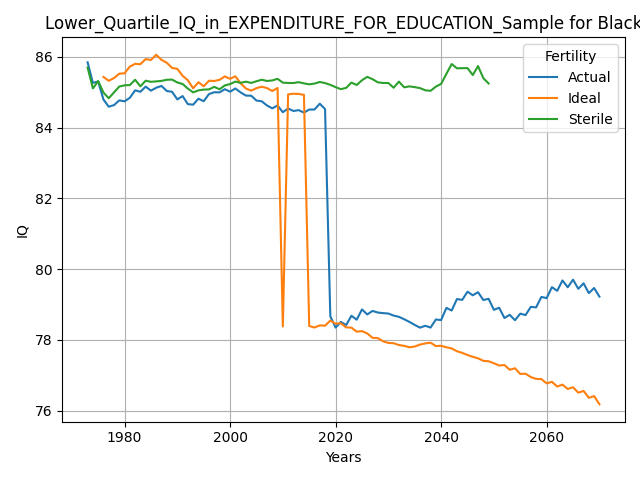 Lower_Quartile_IQ_in_EXPENDITURE_FOR_EDUCATION_Sample for Black
Fertility
Actual
Ideal
Sterile
IQ
86
84
82
80
78
76
1980 2000 2020 2040 2060
Years